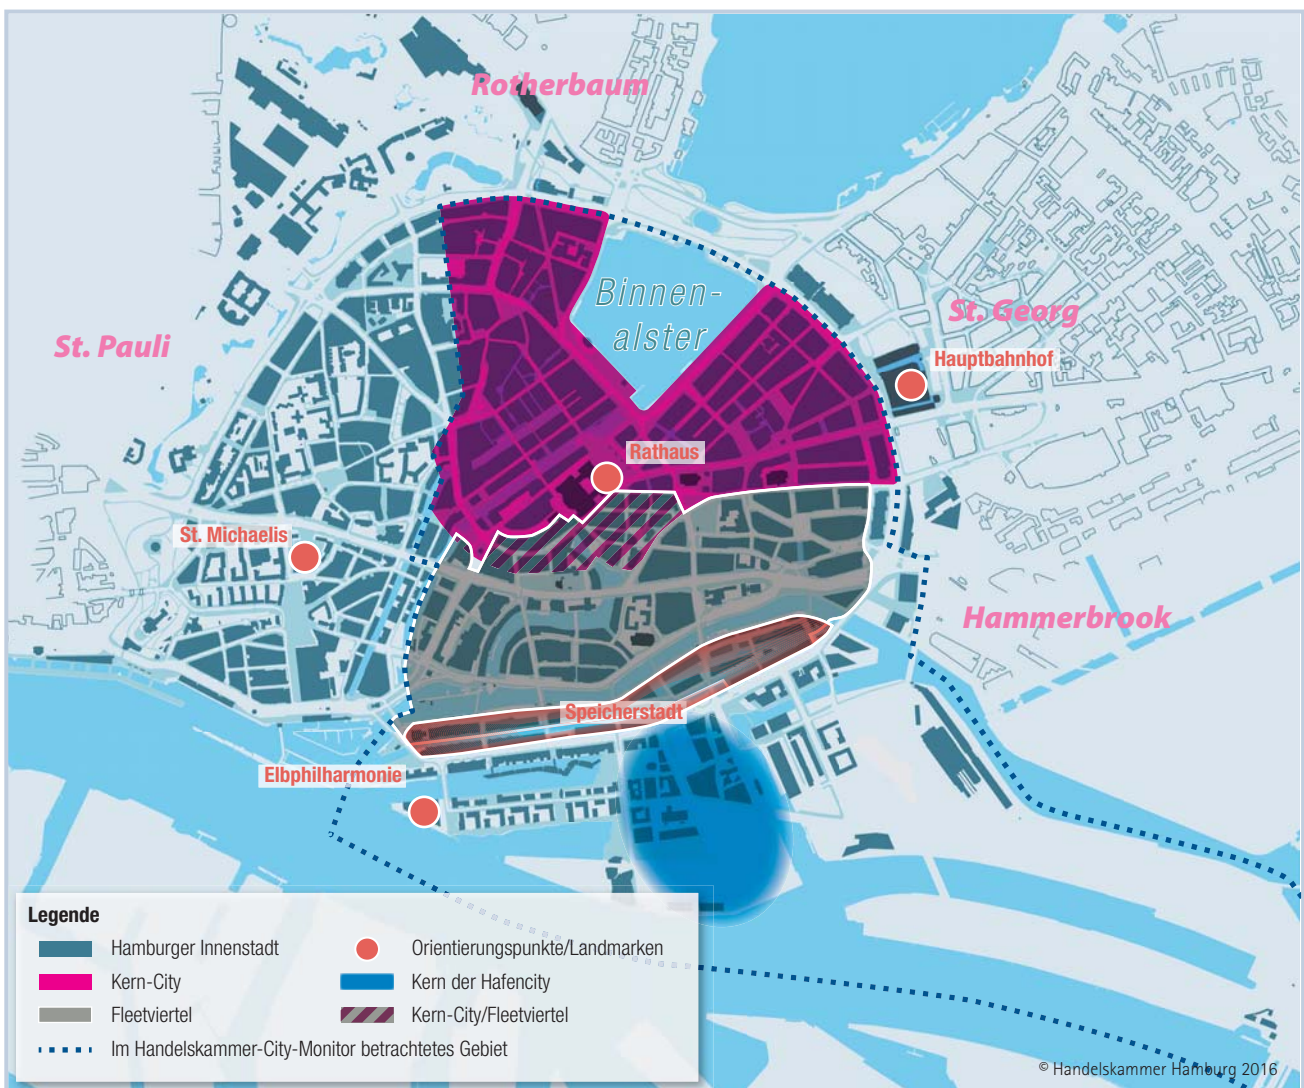 Rotherbaum
Binnen-
alster
St. Georg
St. Pauli
Hauptbahnhof
Rathaus
St. Michaelis
Hammerbrook
Speicherstadt
Elbphilharmonie
Legende
Hamburger Innenstadt
Kern-City
Fleetviertel
Im Handelskammer-City-Monitor betrachtetes Gebiet
Orientierungspunkte/Landmarken
Kern der Hafencity
Kern-City/Fleetviertel
© Handelskammer Hamburg 2016